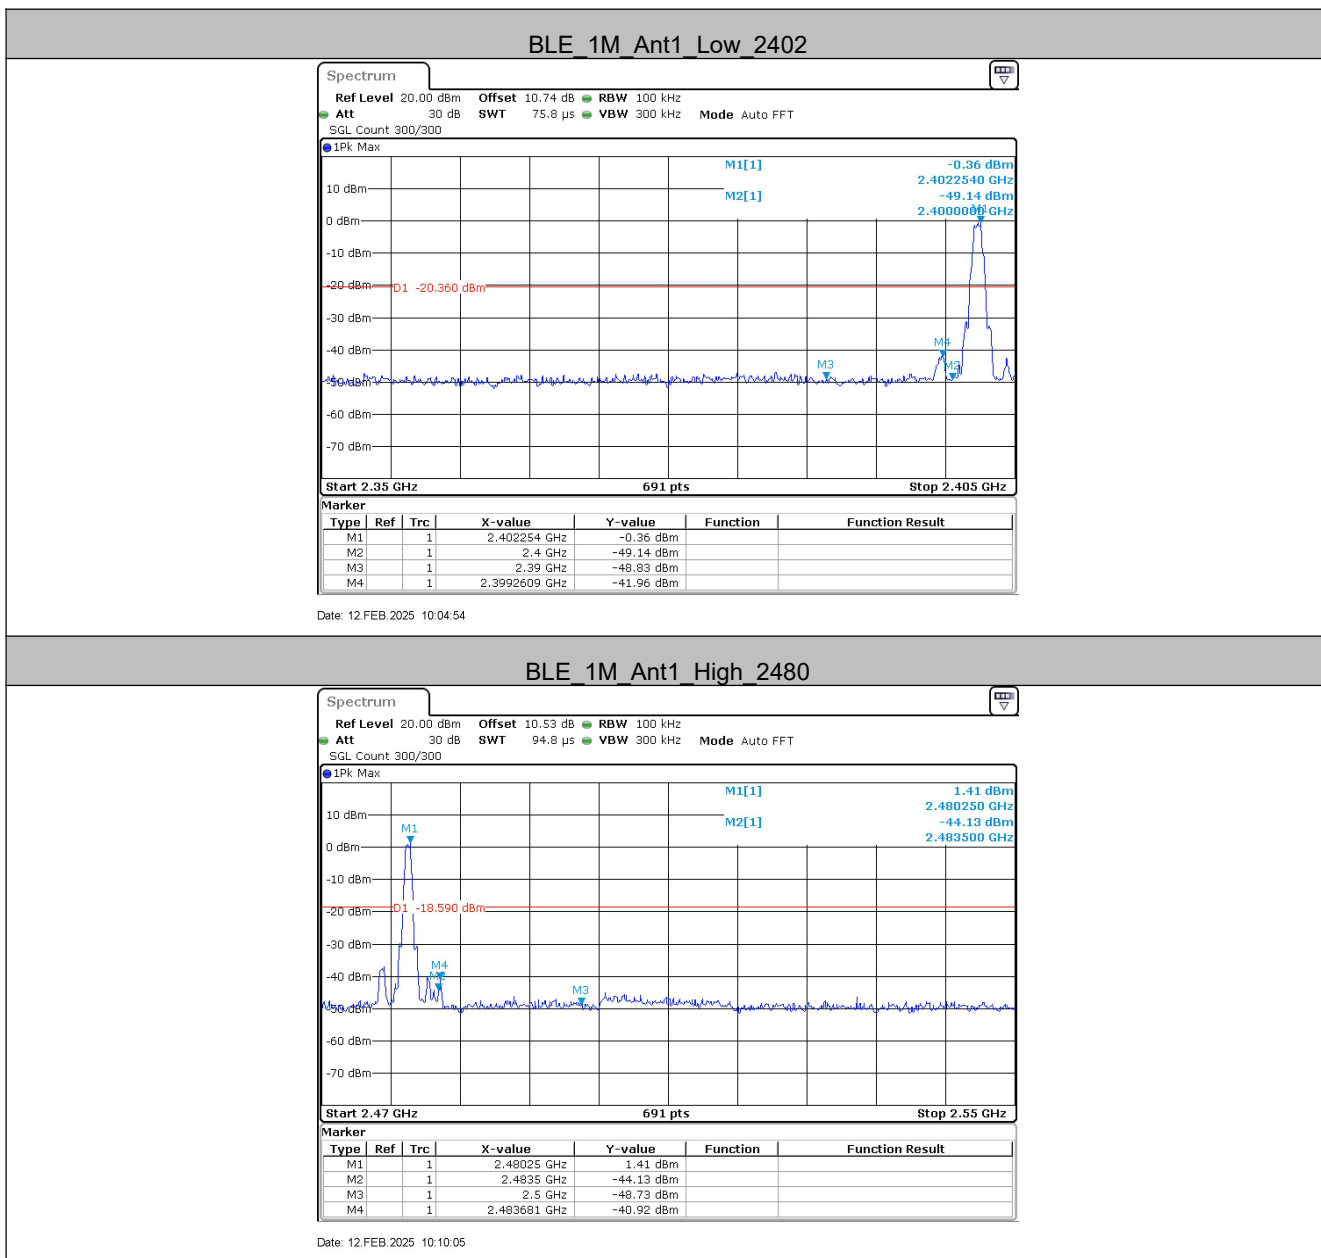 BLE_1M_Ant1_Low_2402
Spectrum
Ref Level 20.00 dBm Offset 10.74 dB RBW 100 kHz
Att 30 dB SWT 75.8 µs VBW 300 kHz Mode Auto FFT
SGL Count 300/300
1Pk Max
M1[1] -0.36 dBm
2.4022540 GHz
M2[1] -49.14 dBm
2.4000000 GHz
M1
10 dBm
0 dBm
-10 dBm
-20 dBm
D1 -20.360 dBm
-30 dBm
-40 dBm
M4
M3
M2
-50 dBm
-60 dBm
-70 dBm
Start 2.35 GHz 691 pts Stop 2.405 GHz
Marker
Type Ref Trc X-value Y-value Function Function Result
M1 1 2.402254 GHz -0.36 dBm
M2 1 2.4 GHz -49.14 dBm
M3 1 2.39 GHz -48.83 dBm
M4 1 2.3992609 GHz -41.96 dBm
Date: 12.FEB.2025 10:04:54
BLE_1M_Ant1_High_2480
Spectrum
Ref Level 20.00 dBm Offset 10.53 dB RBW 100 kHz
Att 30 dB SWT 94.8 µs VBW 300 kHz Mode Auto FFT
SGL Count 300/300
1Pk Max
M1[1] 1.41 dBm
2.480250 GHz
M2[1] -44.13 dBm
2.483500 GHz
10 dBm
M1
0 dBm
-10 dBm
-20 dBm
D1 -18.590 dBm
-30 dBm
M4
-40 dBm
M2
M3
-50 dBm
-60 dBm
-70 dBm
Start 2.47 GHz 691 pts Stop 2.55 GHz
Marker
Type Ref Trc X-value Y-value Function Function Result
M1 1 2.48025 GHz 1.41 dBm
M2 1 2.4835 GHz -44.13 dBm
M3 1 2.5 GHz -48.73 dBm
M4 1 2.483681 GHz -40.92 dBm
Date: 12.FEB.2025 10:10:05